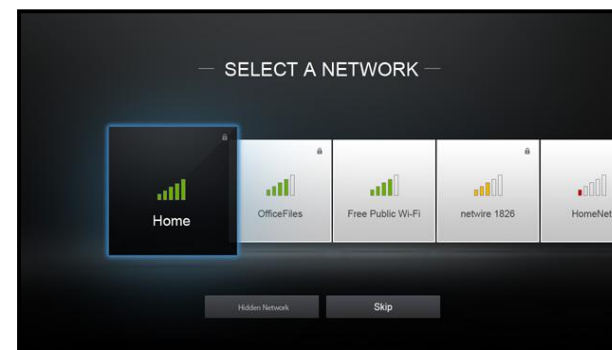 SELECT A NETWORK
Home
OfficeFiles
Free Public Wi-Fi
netwire 1826
HomeNet
Hidden Network
Skip